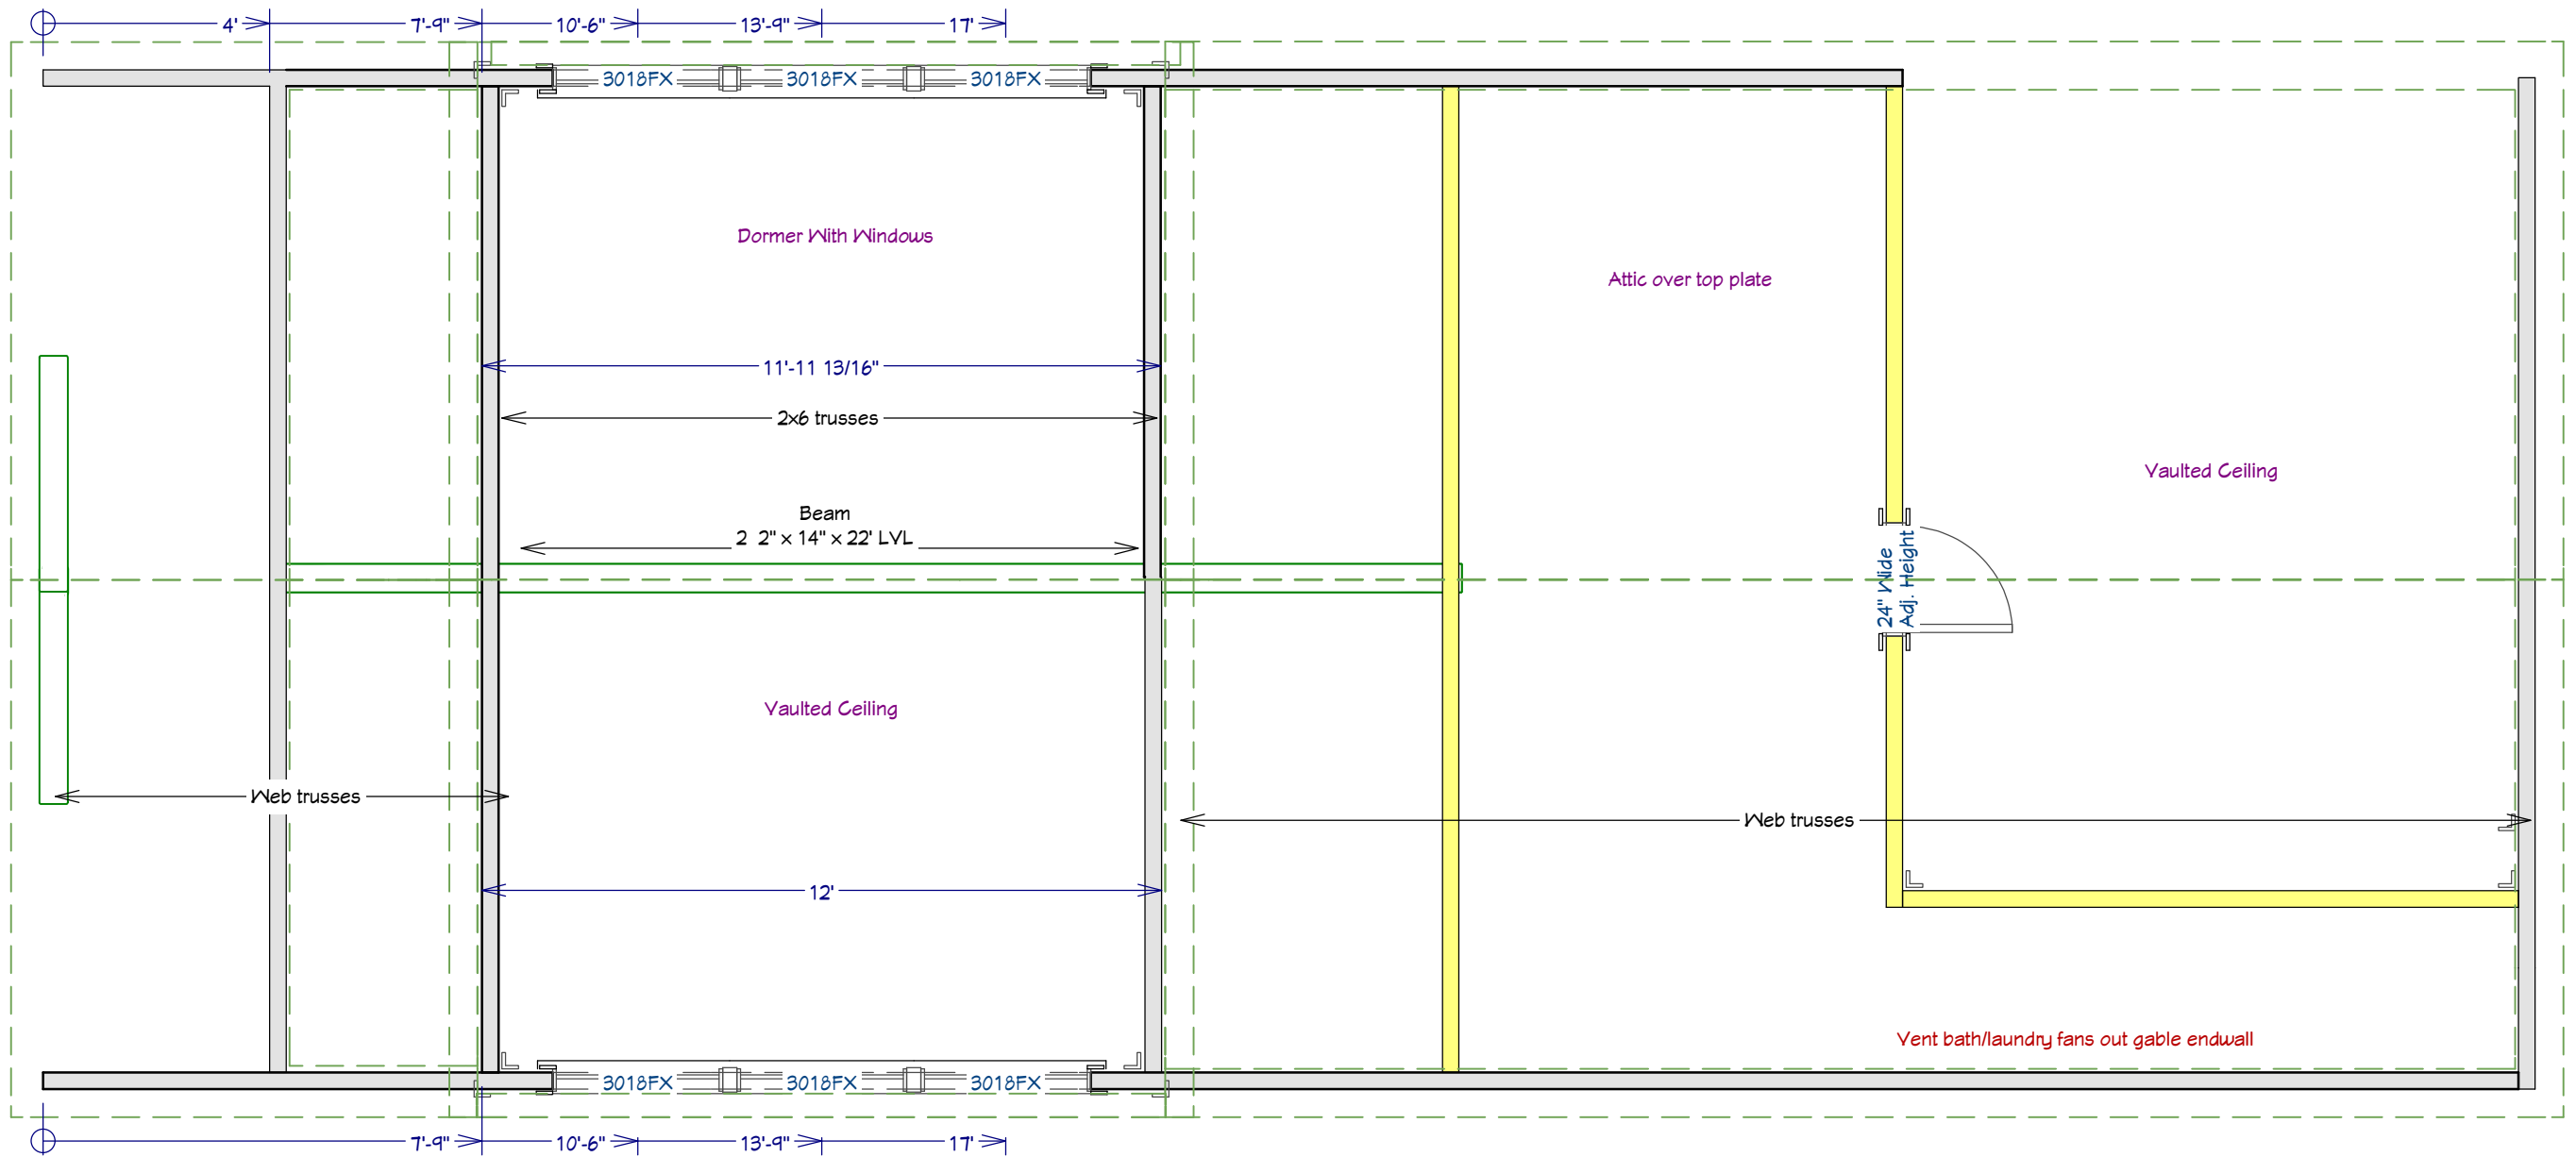 4' 7'-9" 10'-6" 13'-9" 17'
3018FX 3018FX 3018FX
Dormer With Windows
Attic over top plate
11'-11 13/16"
2x6 trusses
Vaulted Ceiling
Beam
2 2" x 14" x 22' LVL
24" Wide
Adj. Height
Vaulted Ceiling
Web trusses
Web trusses
12'
Vent bath/laundry fans out gable endwall
3018FX 3018FX 3018FX
7'-9" 10'-6" 13'-9" 17'